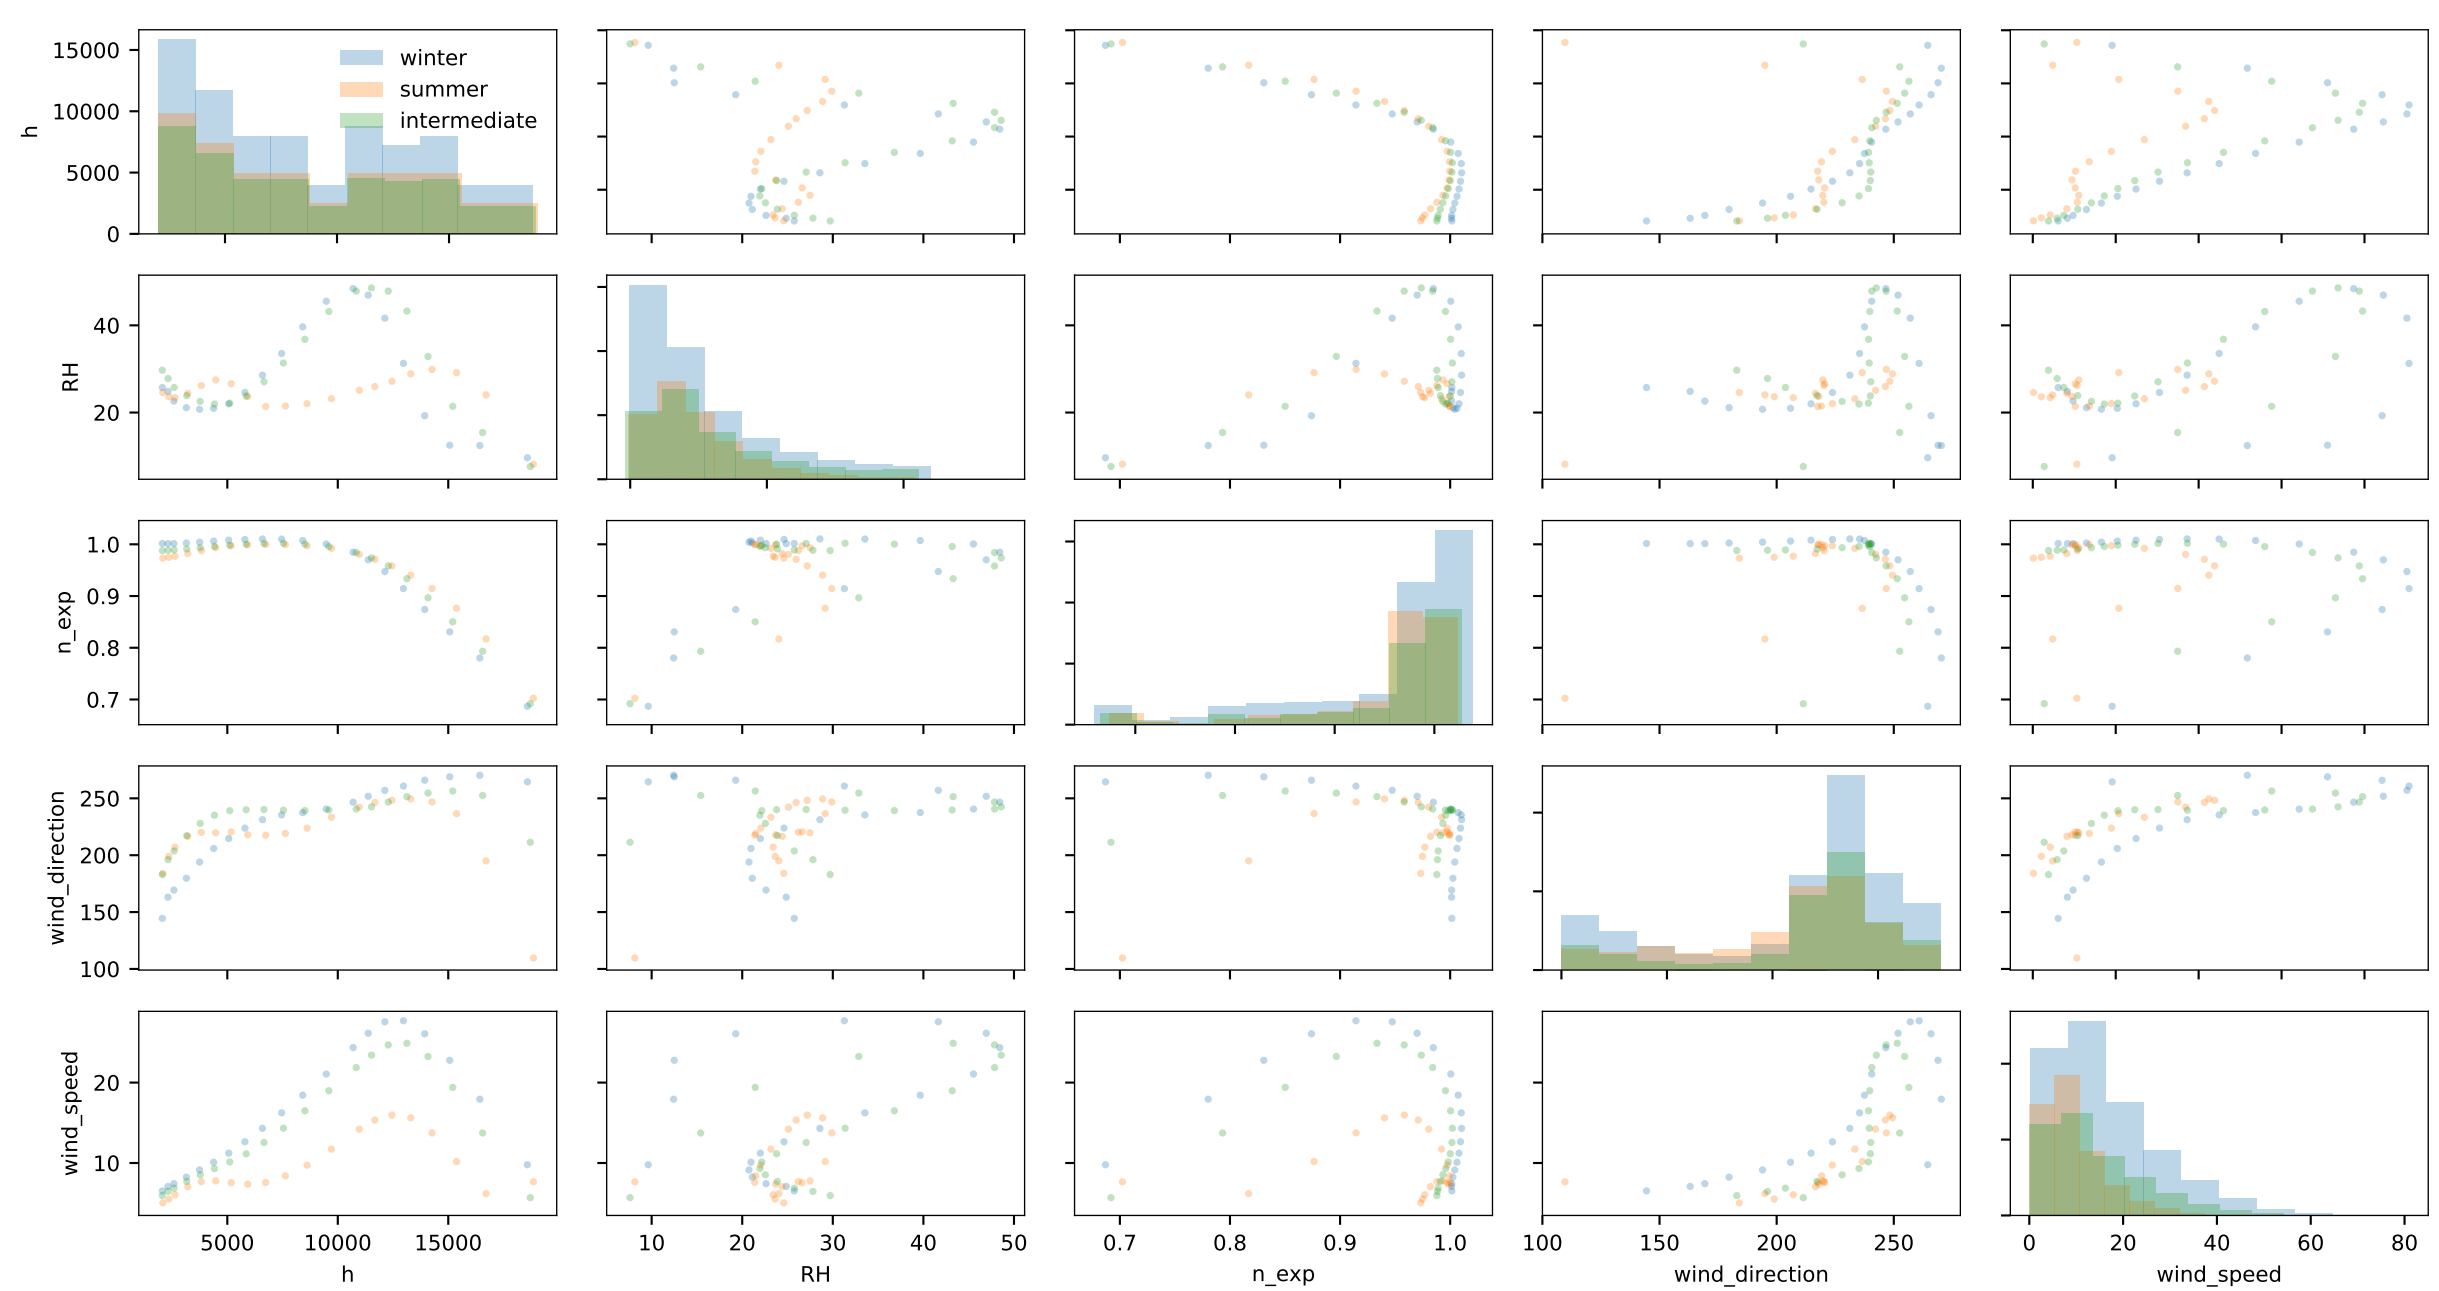 15000
10000
5000
0
h
winter
summer
intermediate
40
20
RH
1.0
0.9
0.8
0.7
n_exp
250
200
150
100
wind_direction
20
10
wind_speed
5000 10000 15000 10 20 30 40 50 0.7 0.8 0.9 1.0 100 150 200 250 0 20 40 60 80
h RH n_exp wind_direction wind_speed